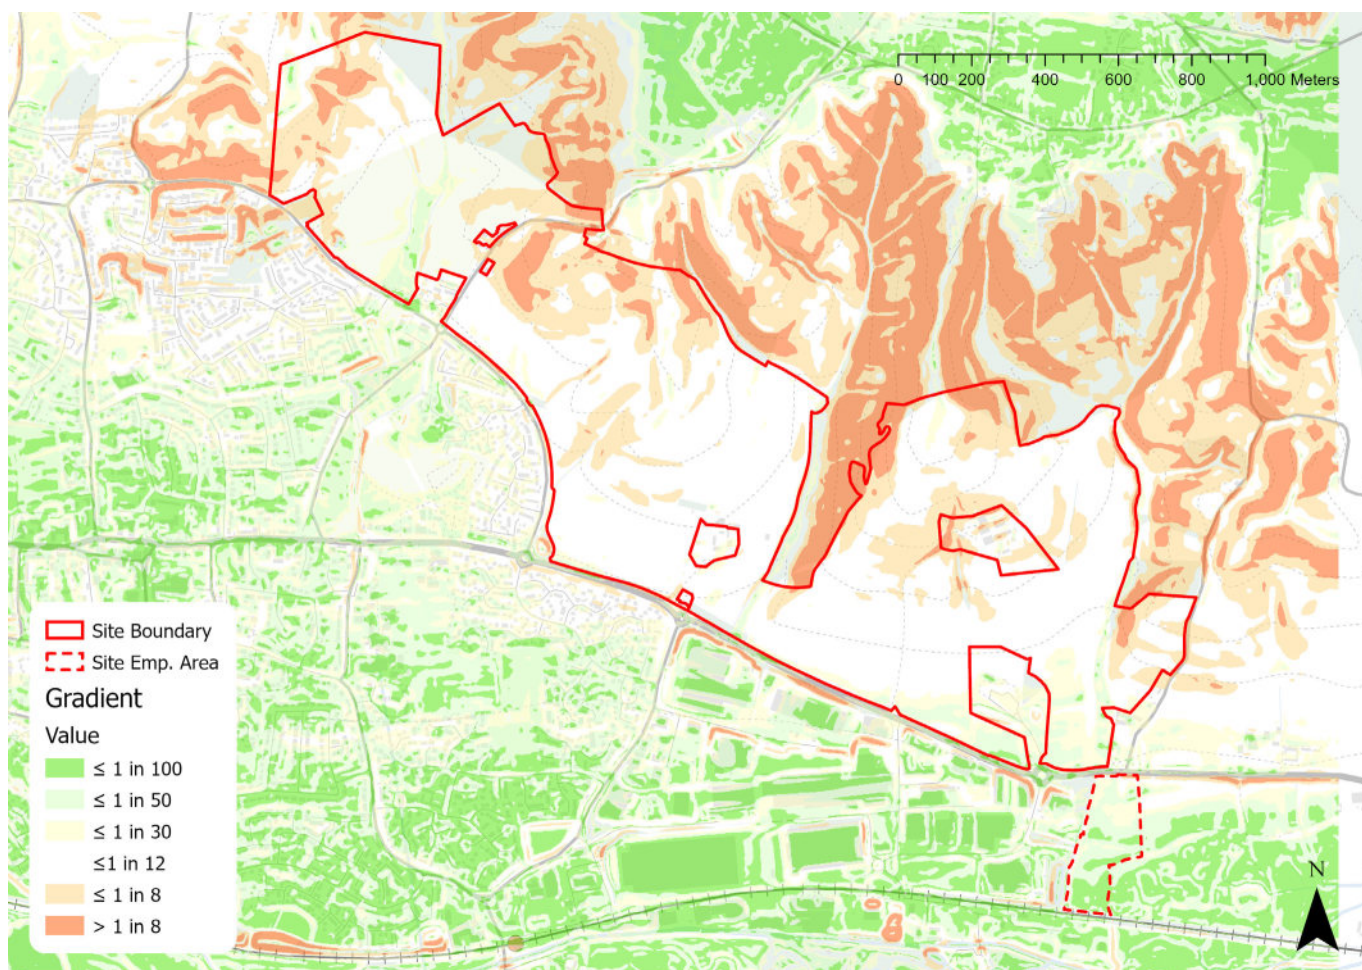 0 100 200 400 600 800 1,000 Meters
Site Boundary
Site Emp. Area
Gradient
Value
≤ 1 in 100
≤ 1 in 50
≤ 1 in 30
≤1 in 12
≤ 1 in 8
> 1 in 8
N